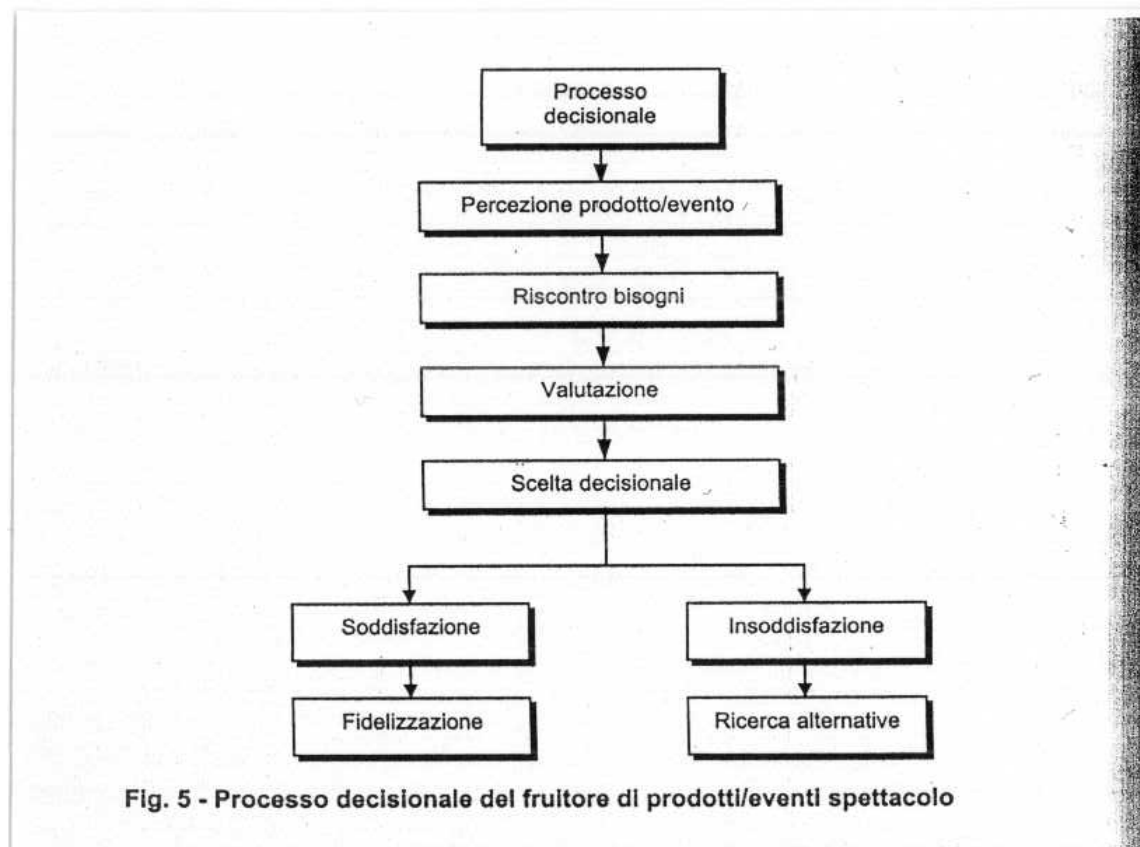 Processo
decisionale
Percezione prodotto/evento
Riscontro bisogni
Valutazione
Scelta decisionale
Soddisfazione
Insoddisfazione
Fidelizzazione
Ricerca alternative
Fig. 5 - Processo decisionale del fruitore di prodotti/eventi spettacolo